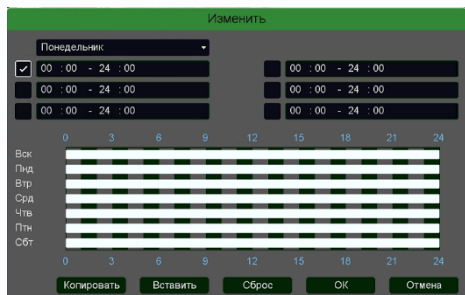 Изменить
Понедельник
00 : 00 - 24 : 00 00 : 00 - 24 : 00
00 : 00 - 24 : 00 00 : 00 - 24 : 00
00 : 00 - 24 : 00 00 : 00 - 24 : 00
0 3 6 9 12 15 18 21 24
Вск
Пнд
Втр
Срд
Чтв
Птн
Сбт
0 3 6 9 12 15 18 21 24
Копировать Вставить Сброс ОК Отмена